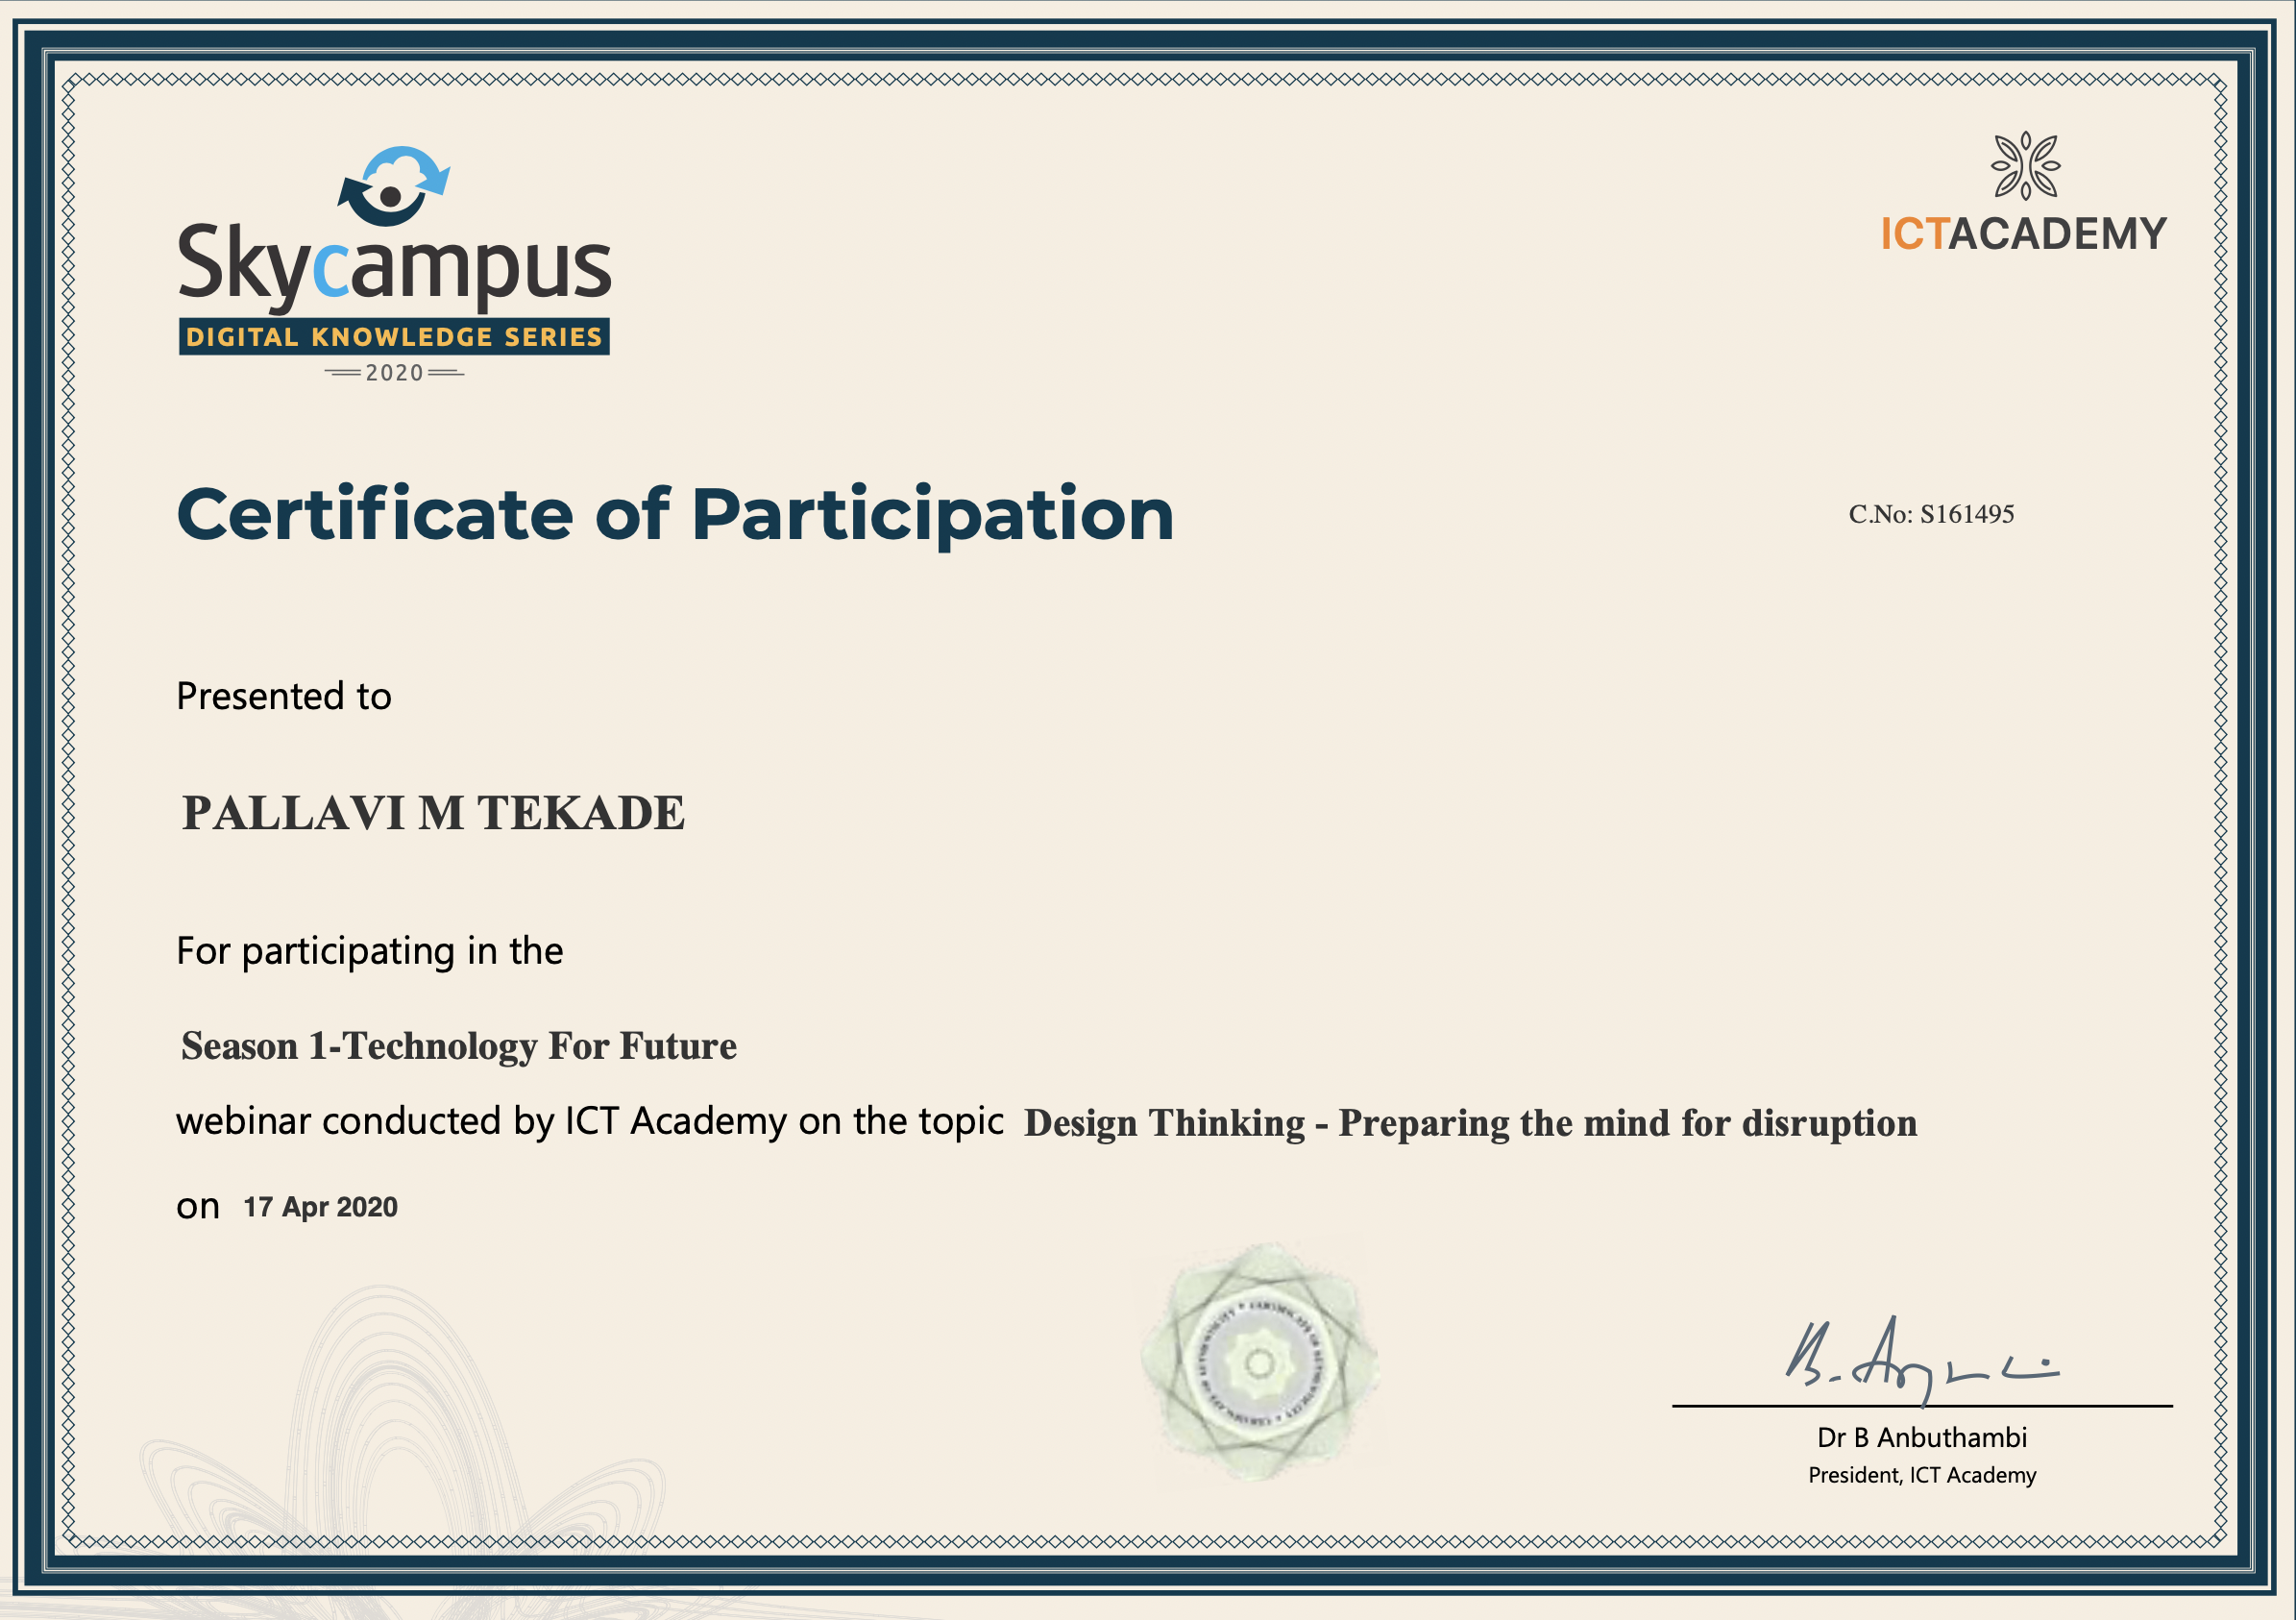 Skycampus
DIGITAL KNOWLEDGE SERIES
2020
ICTACADEMY
Certificate of Participation
C.No: S161495
Presented to
PALLAVI M TEKADE
For participating in the
Season 1-Technology For Future
webinar conducted by ICT Academy on the topic Design Thinking - Preparing the mind for disruption
on 17 Apr 2020
Dr B Anbuthambi
President, ICT Academy